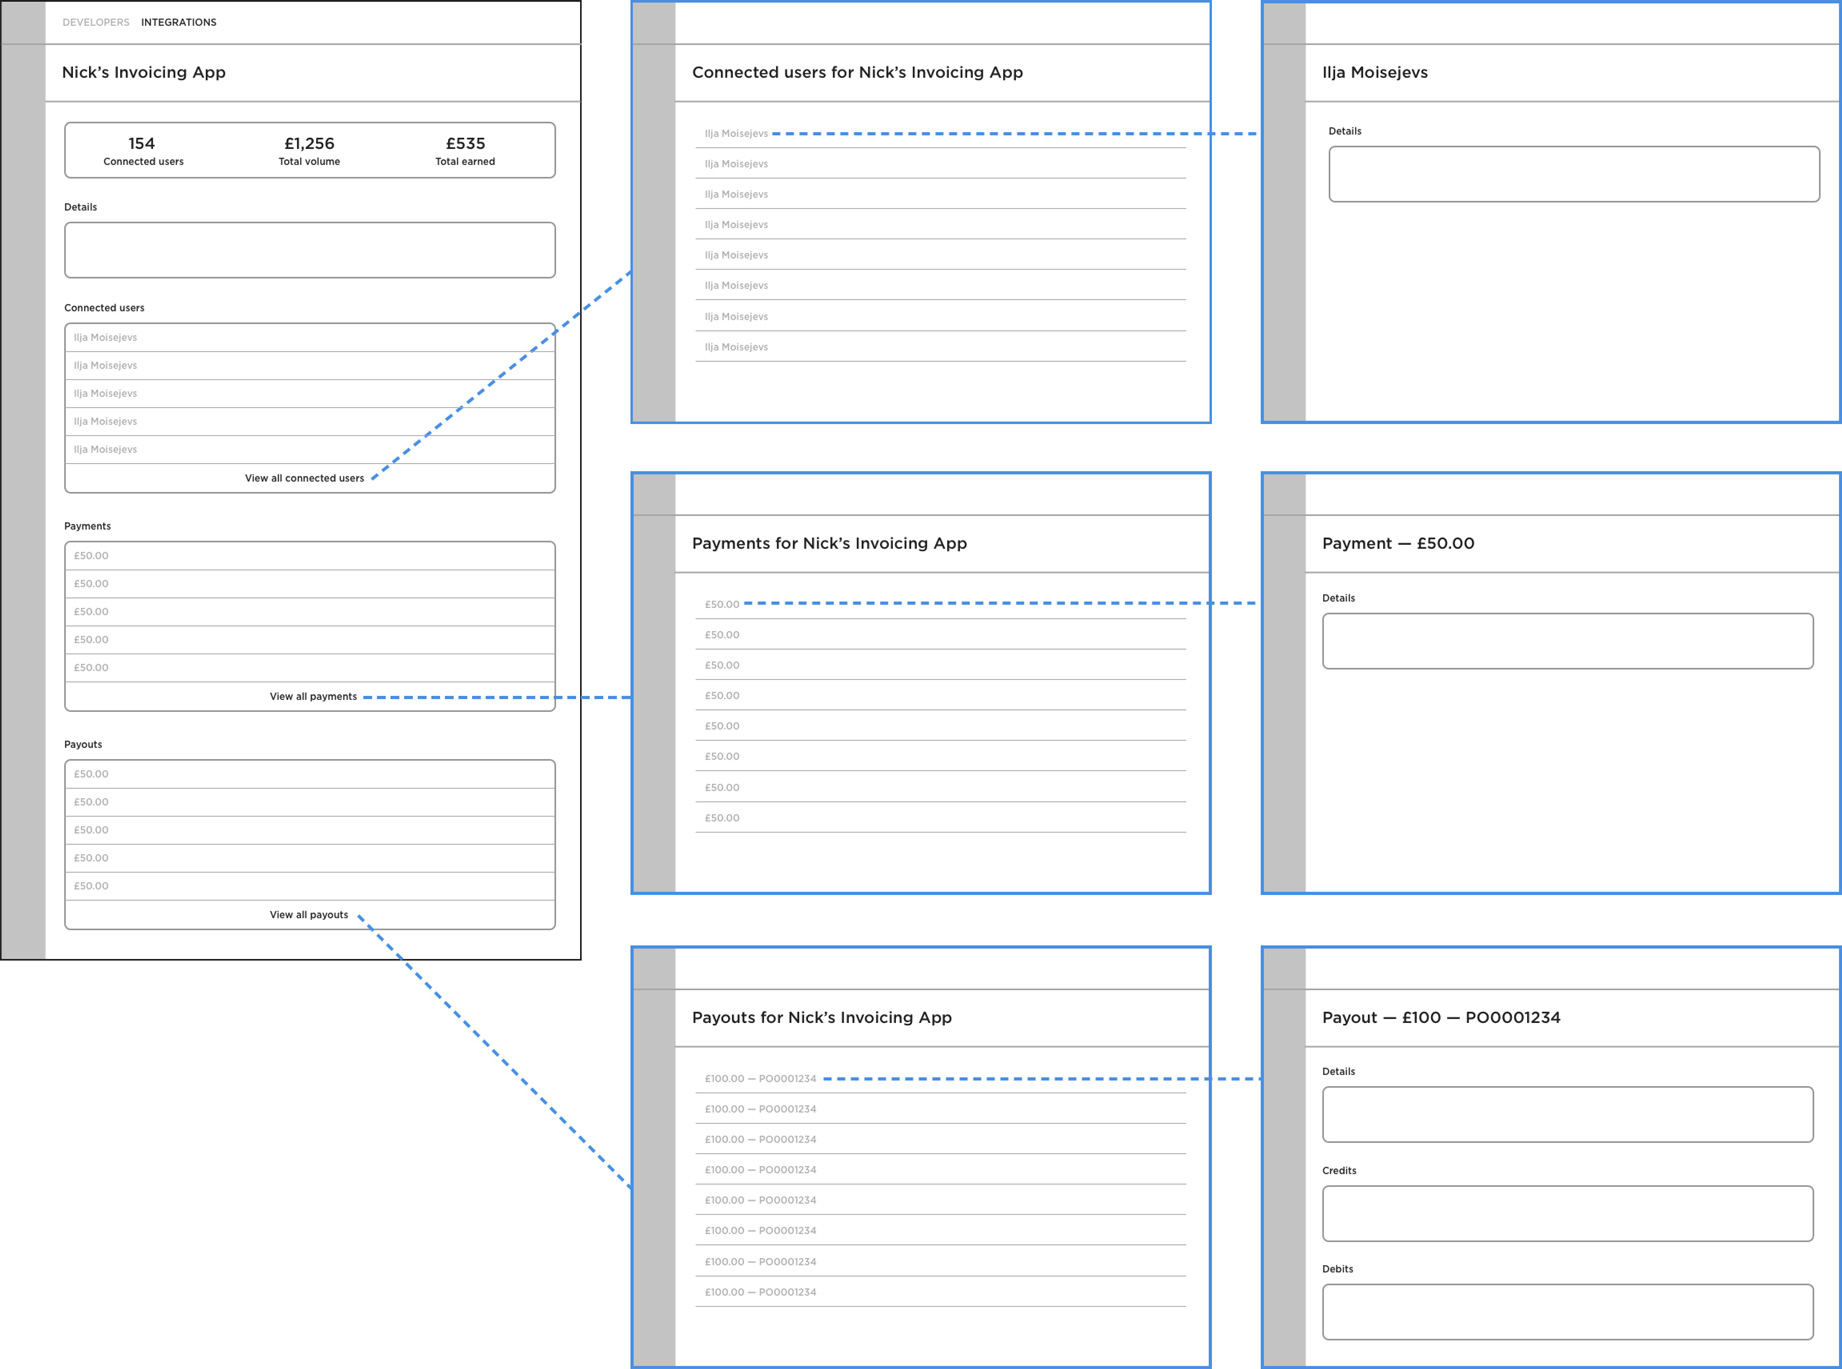 DEVELOPERS INTEGRATIONS
Nick’s Invoicing App
154 £1,256 £535
Connected users Total volume Total earned
Details
Connected users
Ilja Moisejevs
Ilja Moisejevs
Ilja Moisejevs
Ilja Moisejevs
Ilja Moisejevs
View all connected users
Payments
£50.00
£50.00
£50.00
£50.00
£50.00
View all payments
Payouts
£50.00
£50.00
£50.00
£50.00
£50.00
View all payouts
Connected users for Nick’s Invoicing App
Ilja Moisejevs
Ilja Moisejevs
Ilja Moisejevs
Ilja Moisejevs
Ilja Moisejevs
Ilja Moisejevs
Ilja Moisejevs
Ilja Moisejevs
Ilja Moisejevs
Details
Payments for Nick’s Invoicing App
£50.00
£50.00
£50.00
£50.00
£50.00
£50.00
£50.00
£50.00
Payment — £50.00
Details
Payouts for Nick’s Invoicing App
£100.00 — PO0001234
£100.00 — PO0001234
£100.00 — PO0001234
£100.00 — PO0001234
£100.00 — PO0001234
£100.00 — PO0001234
£100.00 — PO0001234
£100.00 — PO0001234
Payout — £100 — PO0001234
Details
Credits
Debits